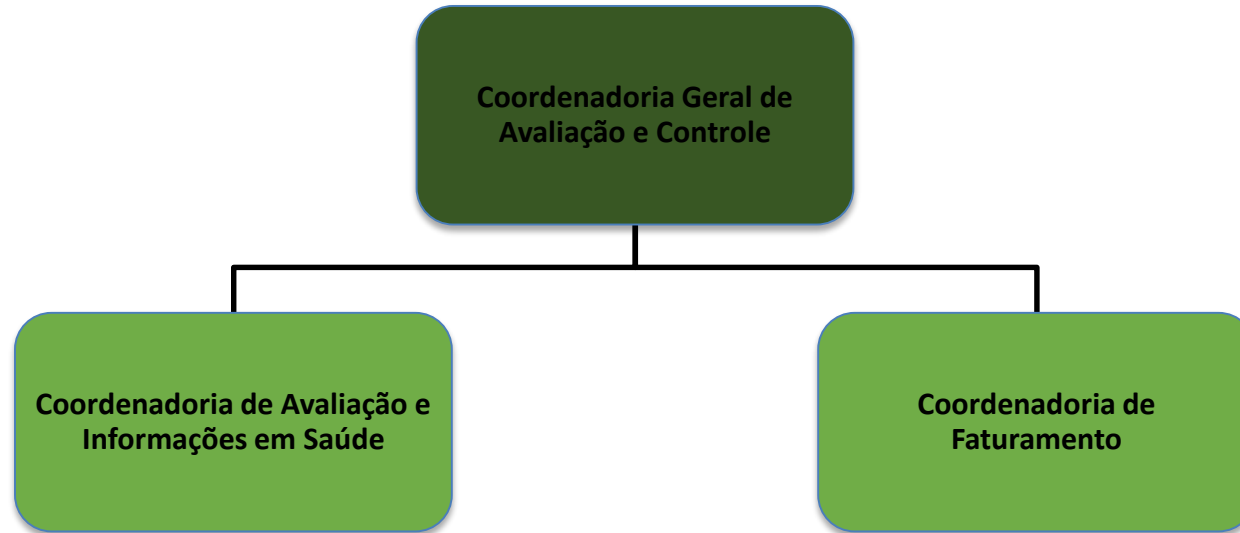 Coordenadoria Geral de
Avaliação e Controle
Coordenadoria de Avaliação e
Informações em Saúde
Coordenadoria de
Faturamento